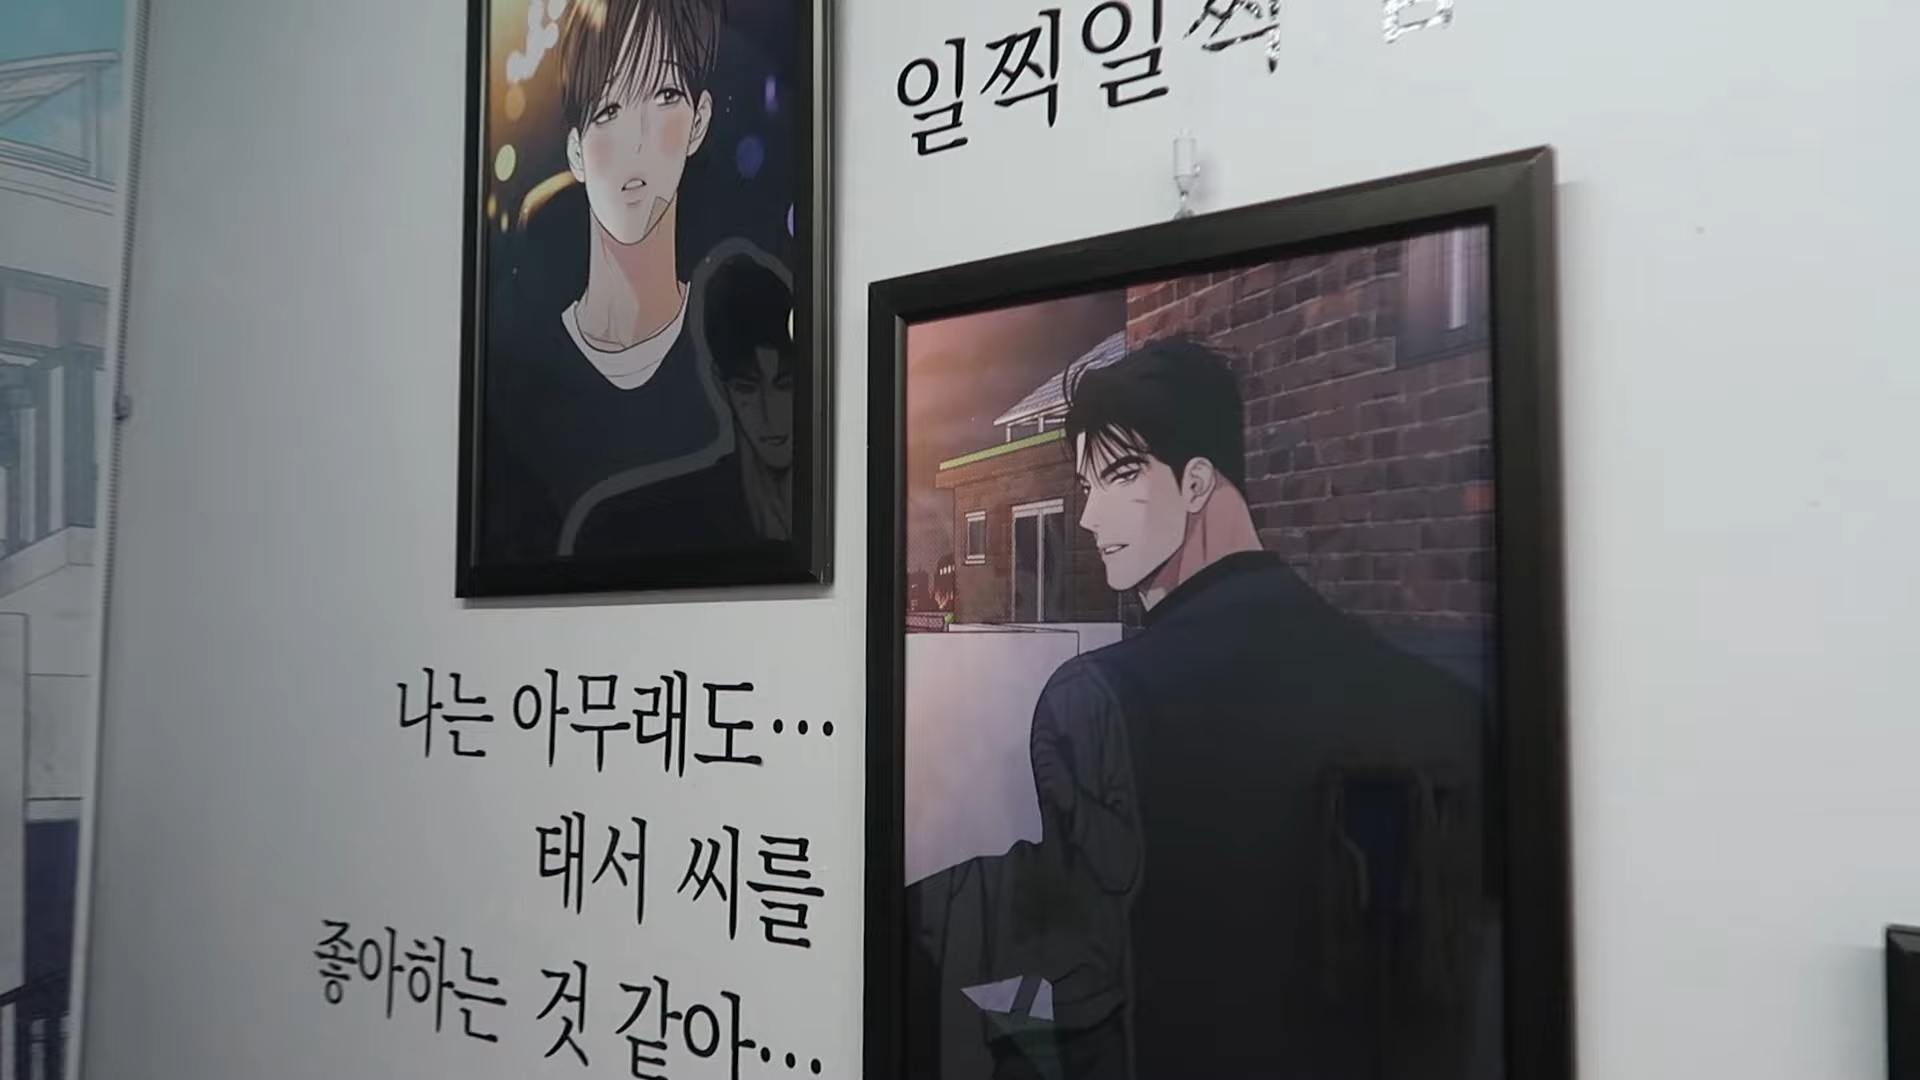 일찍일찍
나는 아무래도…
태서 씨를
좋아하는 것 같아…